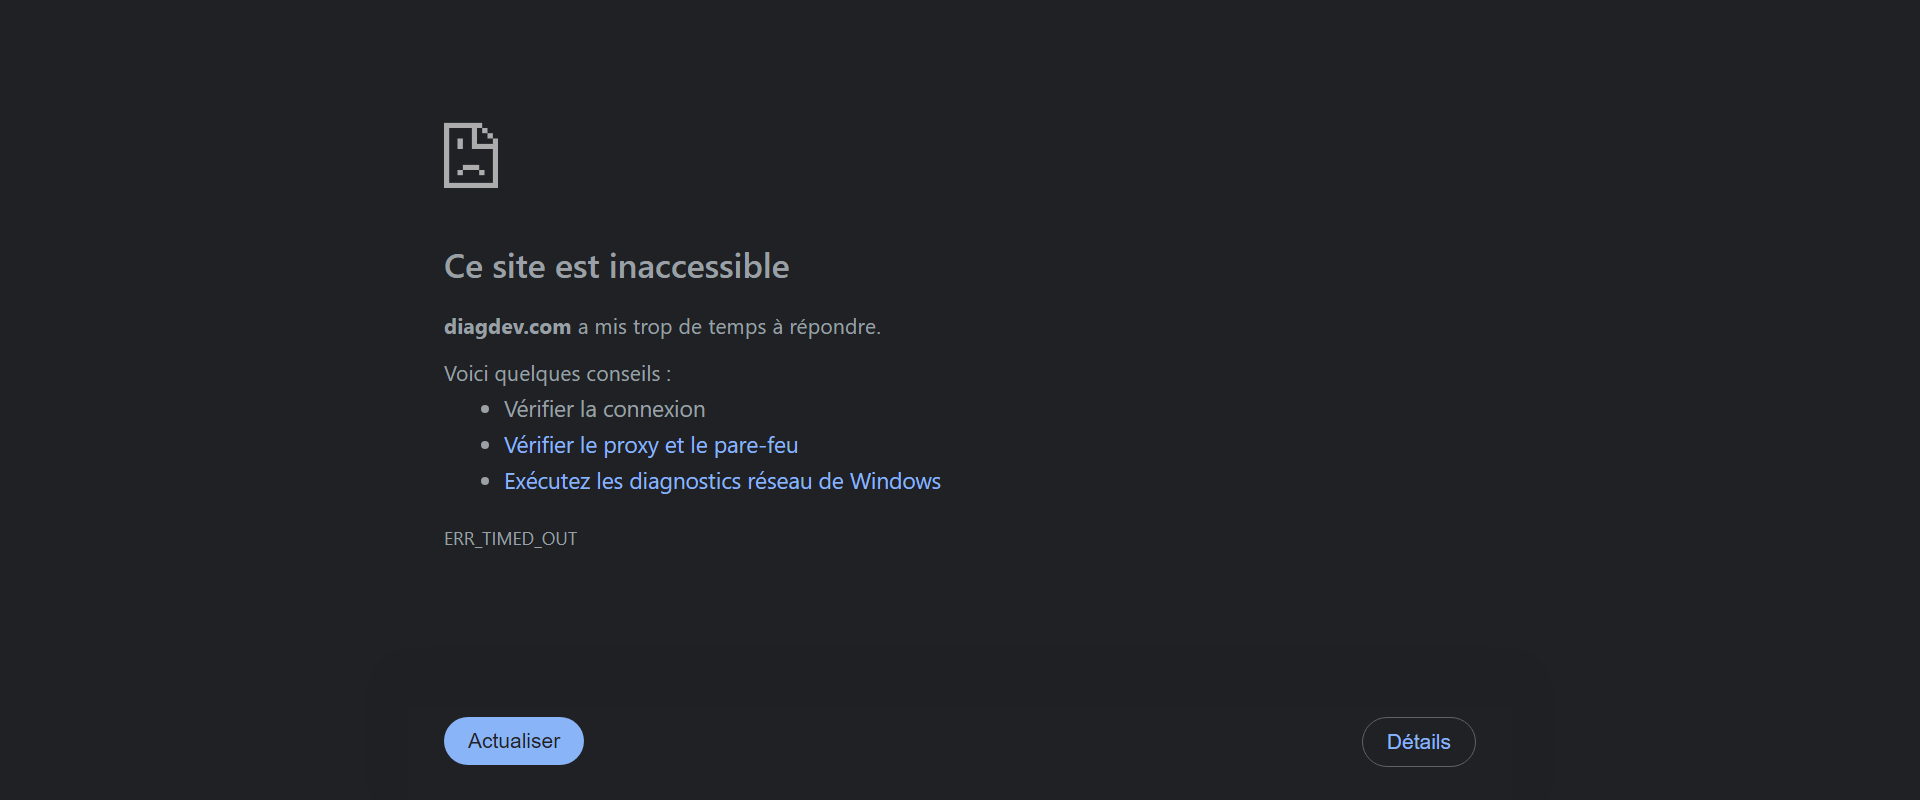 Ce site est inaccessible
diagdev.com a mis trop de temps à répondre.
Voici quelques conseils :
Vérifier la connexion
Vérifier le proxy et le pare-feu
Exécutez les diagnostics réseau de Windows
ERR_TIMED_OUT
Actualiser
Détails